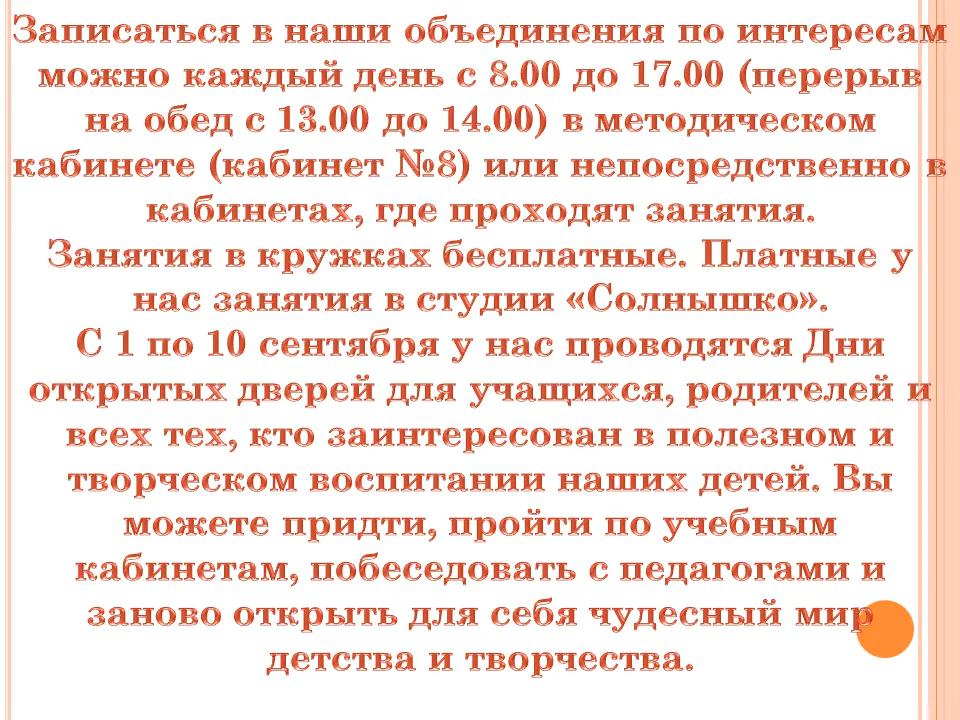 Записаться в наши объединения по интересам
можно каждый день с 8.00 до 17.00 (перерыв
на обед с 13.00 до 14.00) в методическом
кабинете (кабинет №8) или непосредственно в
кабинетах, где проходят занятия.
Занятия в кружках бесплатные. Платные у
нас занятия в студии «Солнышко».
С 1 по 10 сентября у нас проводятся Дни
открытых дверей для учащихся, родителей и
всех тех, кто заинтересован в полезном и
творческом воспитании наших детей. Вы
можете придти, пройти по учебным
кабинетам, побеседовать с педагогами и
заново открыть для себя чудесный мир
детства и творчества.